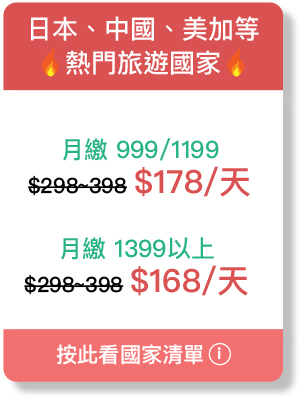 日本、中國、美加等
🔥熱門旅遊國家🔥
月繳 999/1199
$298~398 $178/天
月繳 1399以上
$298~398 $168/天
按此看國家清單 ⓘ